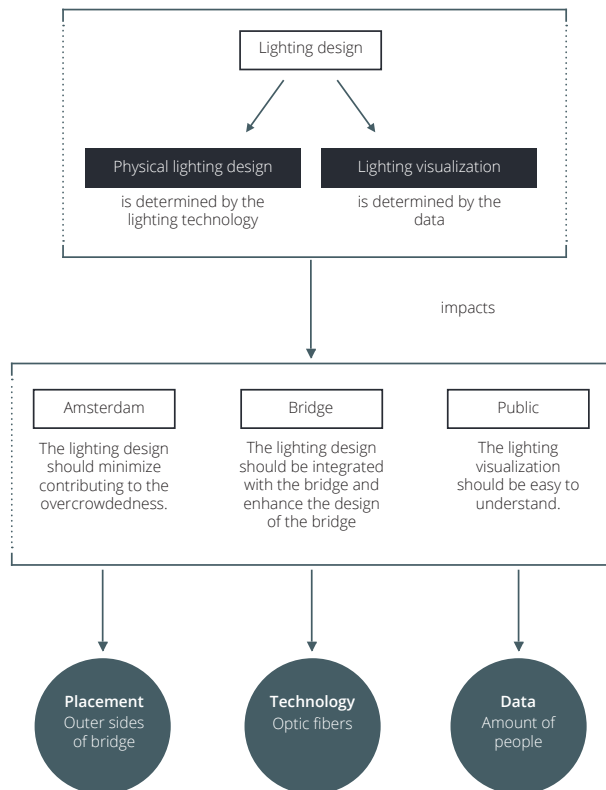 Lighting design
Physical lighting design
is determined by the
lighting technology
Lighting visualization
is determined by the
data
impacts
Amsterdam
The lighting design
should minimize
contributing to the
overcrowdedness.
Bridge
The lighting design
should be integrated
with the bridge and
enhance the design
of the bridge
Public
The lighting
visualization
should be easy to
understand.
Placement
Outer sides
of bridge
Technology
Optic fibers
Data
Amount of
people